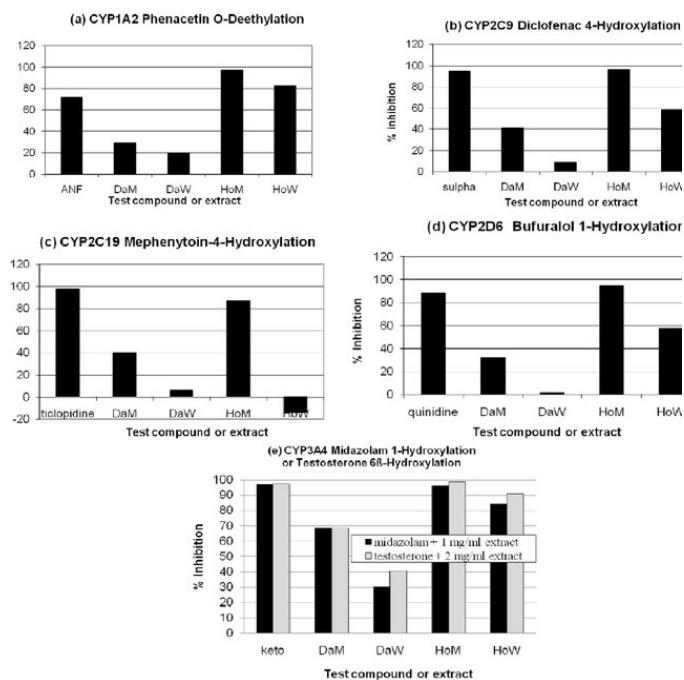 (a) CYP1A2 Phenacetin O-Deethylation
120
100
80
60
40
20
0
ANF DaM DaW HoM HoW
Test compound or extract
(b) CYP2C9 Diclofenac 4-Hydroxylation
% inhibition
120
100
80
60
40
20
0
sulpha DaM DaW HoM HoW
Test compound or extract
(c) CYP2C19 Mephenytoin-4-Hydroxylation
120
100
80
60
40
20
0
-20
ticlopidine DaM DaW HoM HoW
Test compound or extract
(d) CYP2D6 Bufuralol 1-Hydroxylation
% Inhibition
100
80
60
40
20
0
quinidine DaM DaW HoM HoW
Test compound or extract
(e) CYP3A4 Midazolam 1-Hydroxylation
or Testosterone 6ß-Hydroxylation
% Inhibition
100
90
80
70
60
50
40
30
20
10
0
midazolam + 1 mg/ml extract
testosterone + 2 mg/ml extract
keto DaM DaW HoM HoW
Test compound or extract